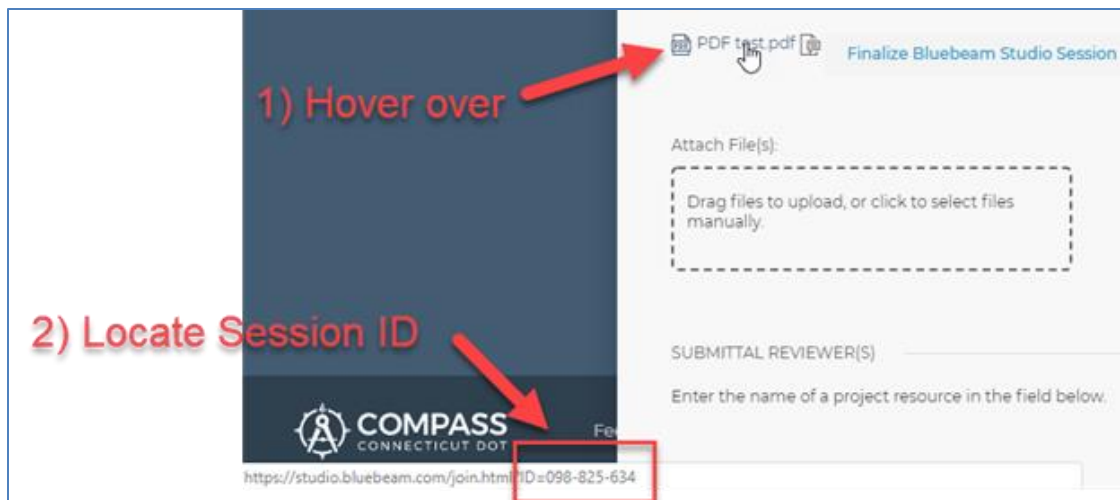 PDF test.pdf
Finalize Bluebeam Studio Session
1) Hover over
Attach File(s):
Drag files to upload, or click to select files
manually.
2) Locate Session ID
SUBMITTAL REVIEWER(S)
Enter the name of a project resource in the field below.
COMPASS
CONNECTICUT DOT
https://studio.bluebeam.com/join.html?ID=098-825-634